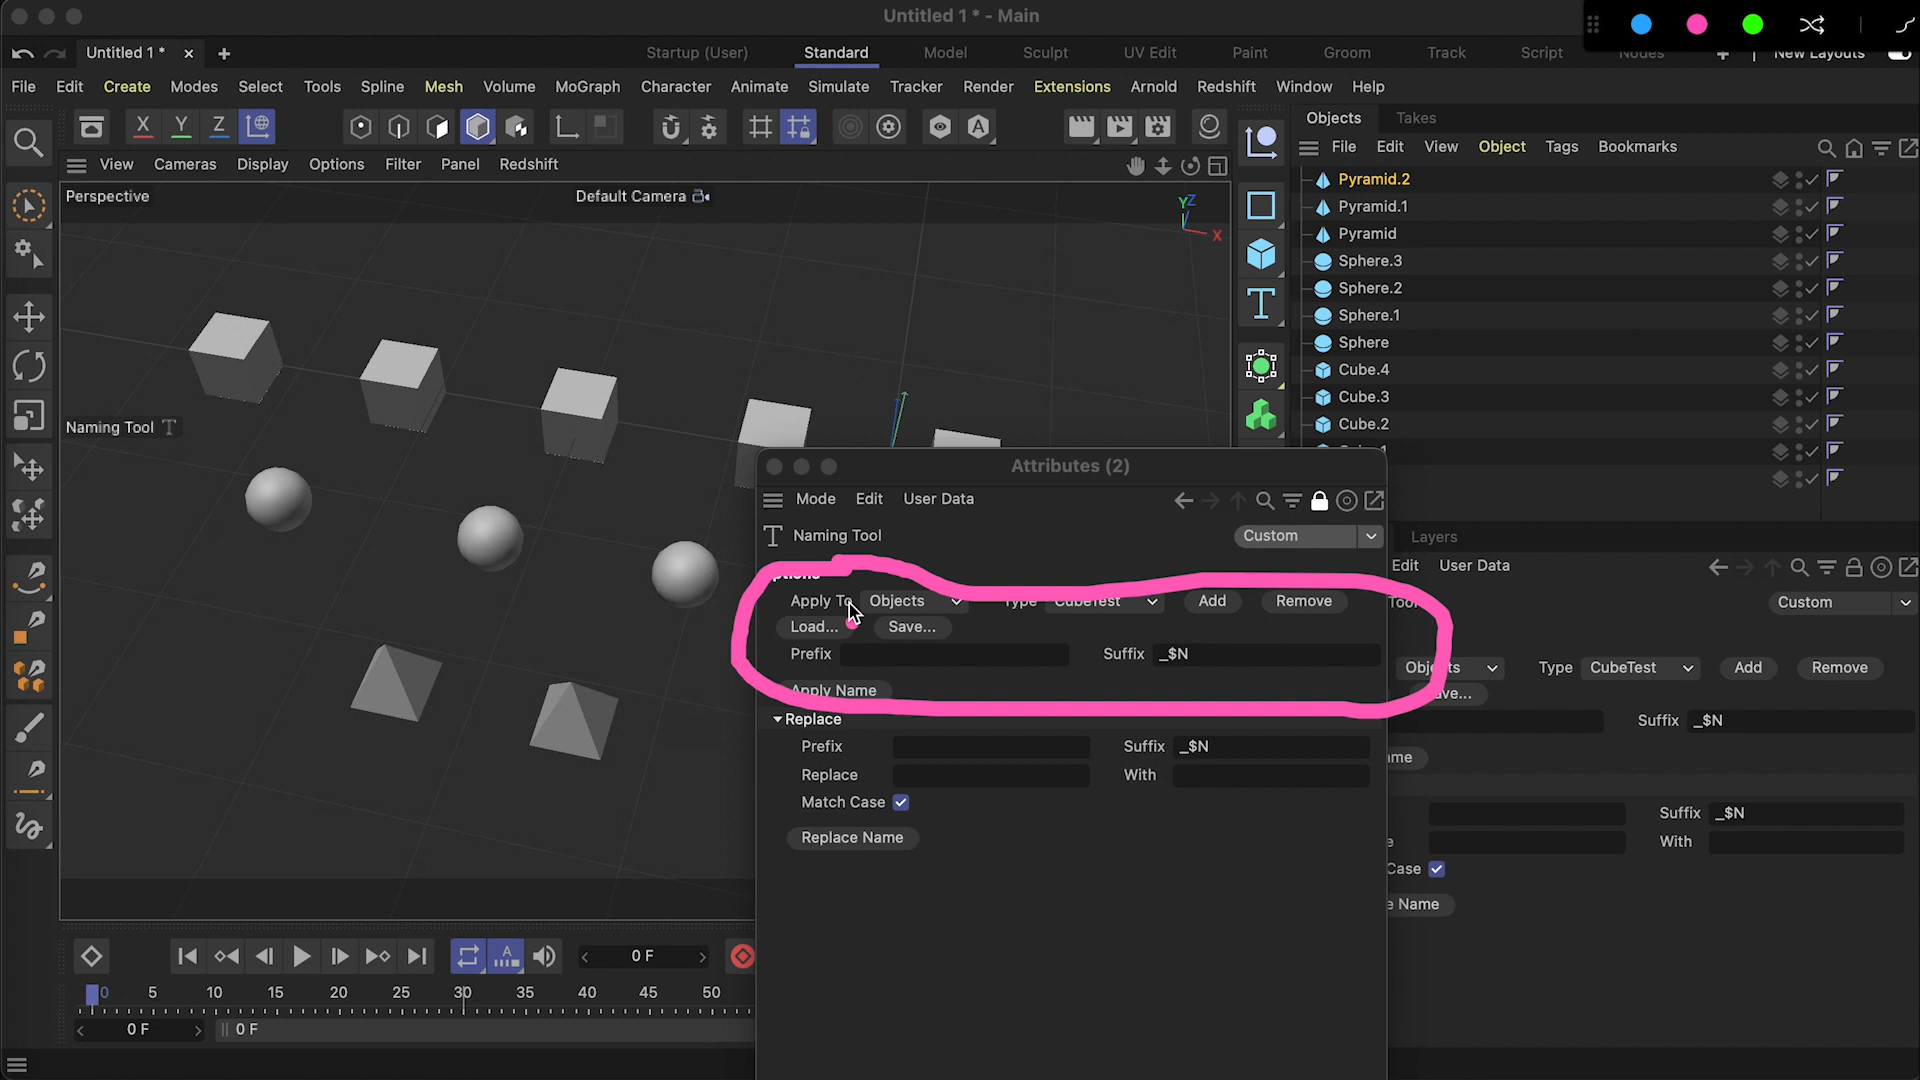 Untitled 1 * - Main
Untitled 1 *
Startup (User) Standard Model Sculpt UV Edit Paint Groom Track Script Nodes New Layouts
File Edit Create Modes Select Tools Spline Mesh Volume MoGraph Character Animate Simulate Tracker Render Extensions Arnold Redshift Window Help
X Y Z
Objects Takes
View Cameras Display Options Filter Panel Redshift
File Edit View Object Tags Bookmarks
Perspective
Default Camera
Y Z
X
Pyramid.2
Pyramid.1
Pyramid
Sphere.3
Sphere.2
Sphere.1
Sphere
Cube.4
Cube.3
Cube.2
Naming Tool
Attributes (2)
Mode Edit User Data
Naming Tool
Custom
Apply To Objects Type CubeTest Add Remove
Load... Save...
Prefix Suffix _$N
Apply Name
Replace
Prefix Suffix _$N
Replace With
Match Case
Replace Name
Layers
Edit User Data
Custom
Objects Type CubeTest Add Remove
Suffix _$N
Suffix _$N
With
Case
Name
0 F
0 5 10 15 20 25 30 35 40 45 50
0 F 0 F